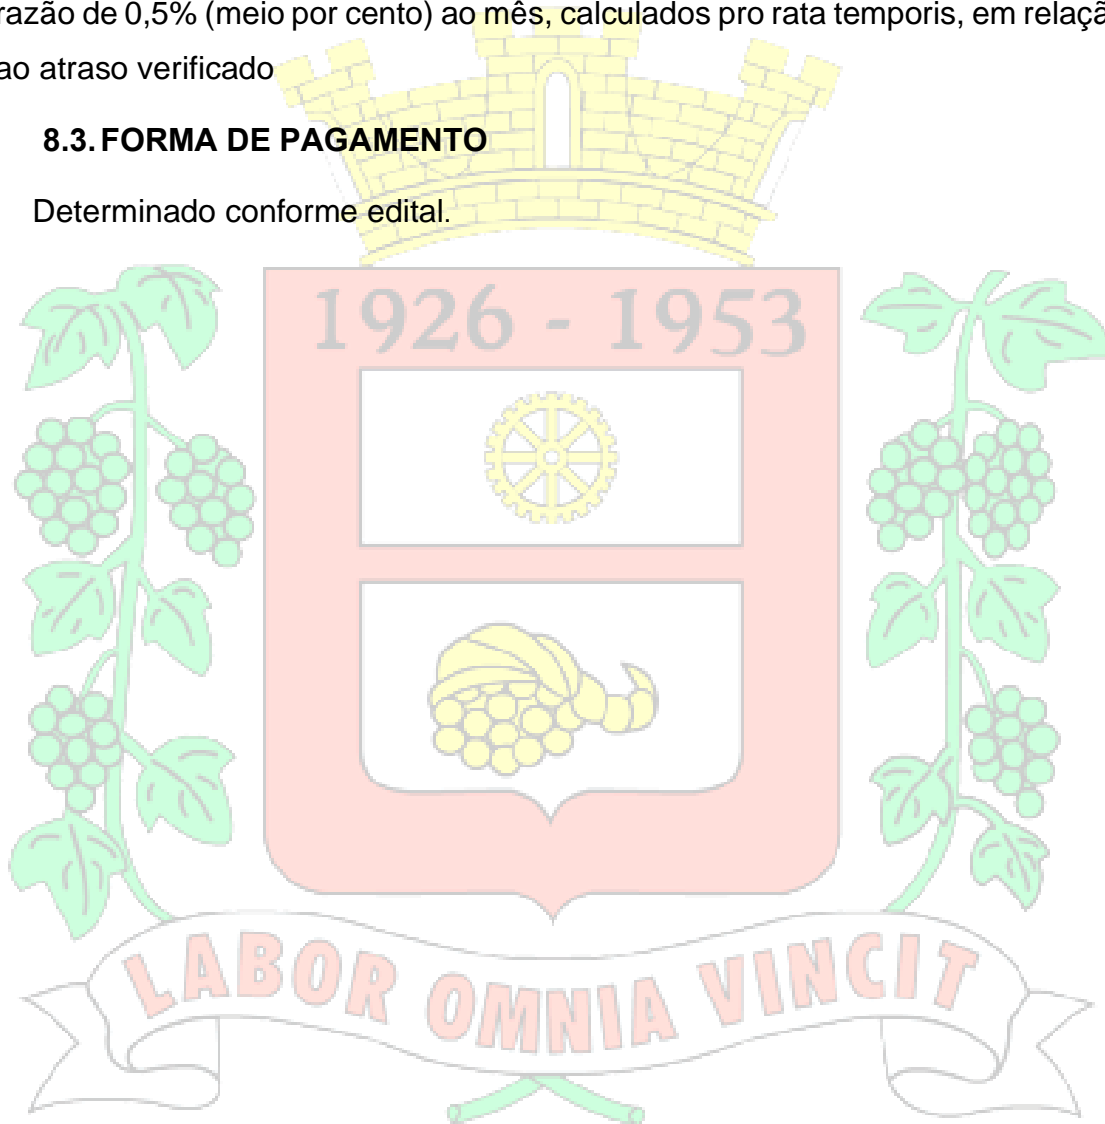 razão de 0,5% (meio por cento) ao mês, calculados pro rata temporis, em relaçã
ao atraso verificado
8.3. FORMA DE PAGAMENTO
Determinado conforme edital.
1926 - 1953
LABOR OMNIA VINCIT